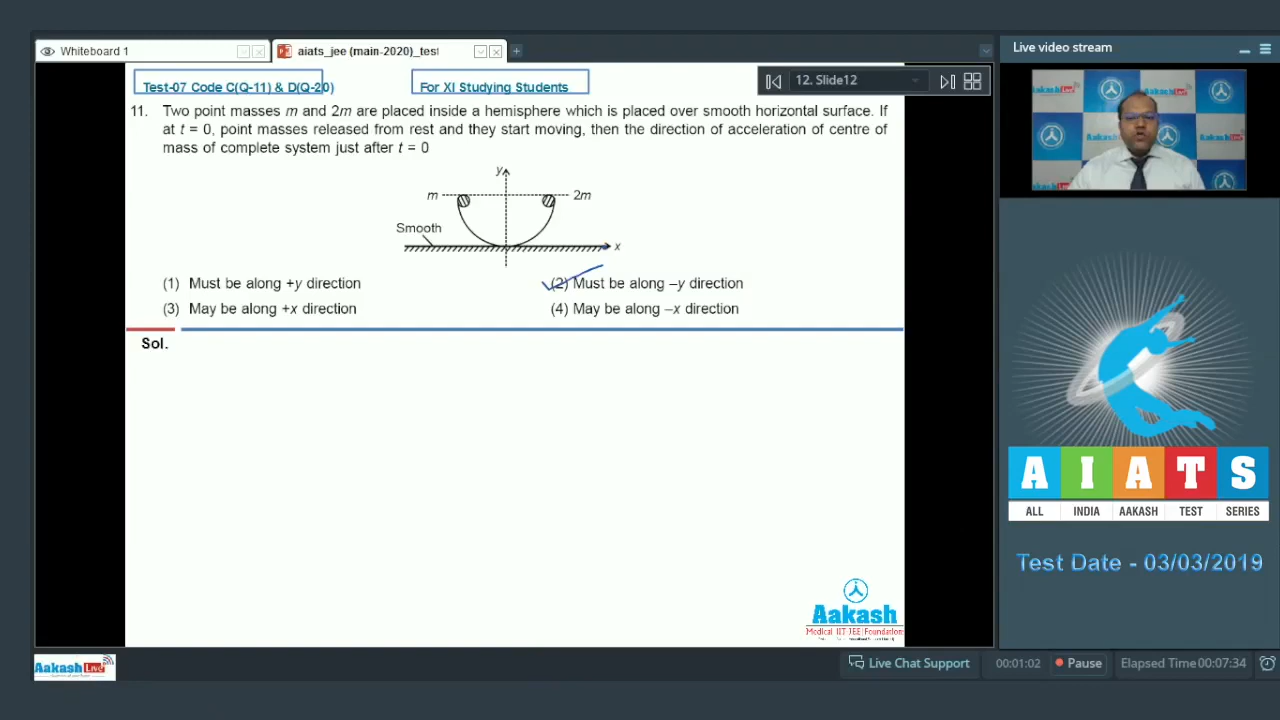 Whiteboard 1
aiats_jee (main-2020)_test
Live video stream
Test-07 Code C(Q-11) & D(Q-20)
For XI Studying Students
12. Slide12
11. Two point masses m and 2m are placed inside a hemisphere which is placed over smooth horizontal surface. If
at t = 0, point masses released from rest and they start moving, then the direction of acceleration of centre of
mass of complete system just after t = 0
y
m
2m
Smooth
x
(1) Must be along +y direction
(2) Must be along –y direction
(3) May be along +x direction
(4) May be along –x direction
Sol.
A I A T S
ALL INDIA AAKASH TEST SERIES
Test Date - 03/03/2019
Aakash
Medical IIT-JEE Foundations
Aakash Live
Live Chat Support
00:01:02
Pause
Elapsed Time 00:07:34